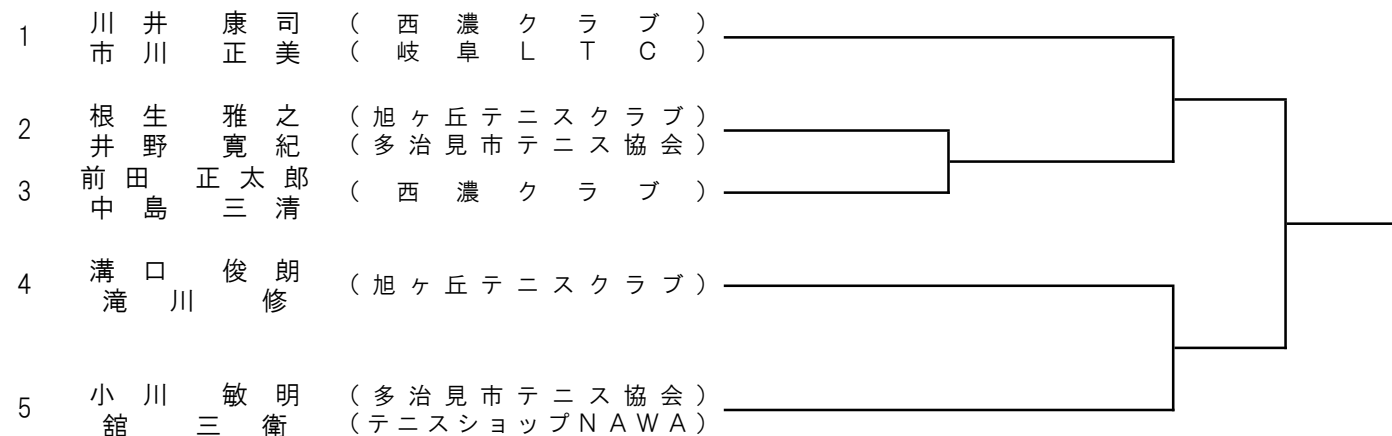 1 川井 康司 (西濃クラブ)
市川 正美 (岐阜LTC)
2 根生 雅之 (旭ヶ丘テニスクラブ)
井野 寛紀 (多治見市テニス協会)
3 前田 正太郎 (西濃クラブ)
中島 三清
4 溝口 俊朗 (旭ヶ丘テニスクラブ)
滝川 修
5 小川 敏明 (多治見市テニス協会)
舘 三衛 (テニスショップNAWA)